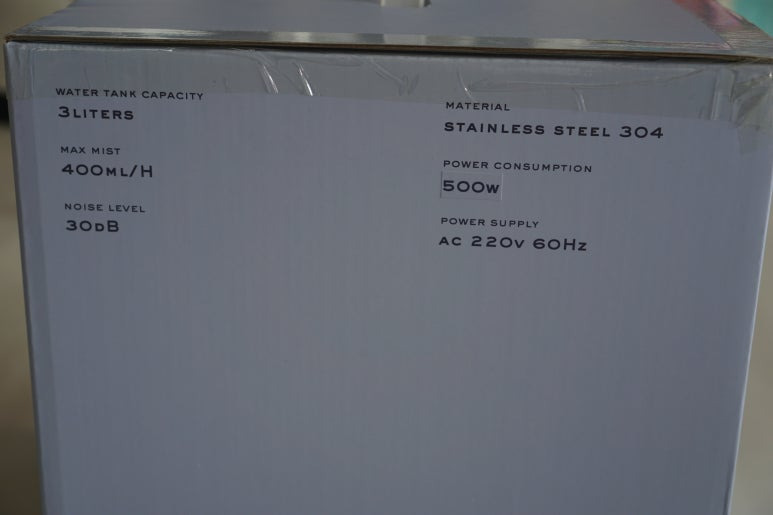 WATER TANK CAPACITY
3LITERS
MAX MIST
400ML/H
NOISE LEVEL
30DB
MATERIAL
STAINLESS STEEL 304
POWER CONSUMPTION
500W
POWER SUPPLY
AC 220V 60Hz